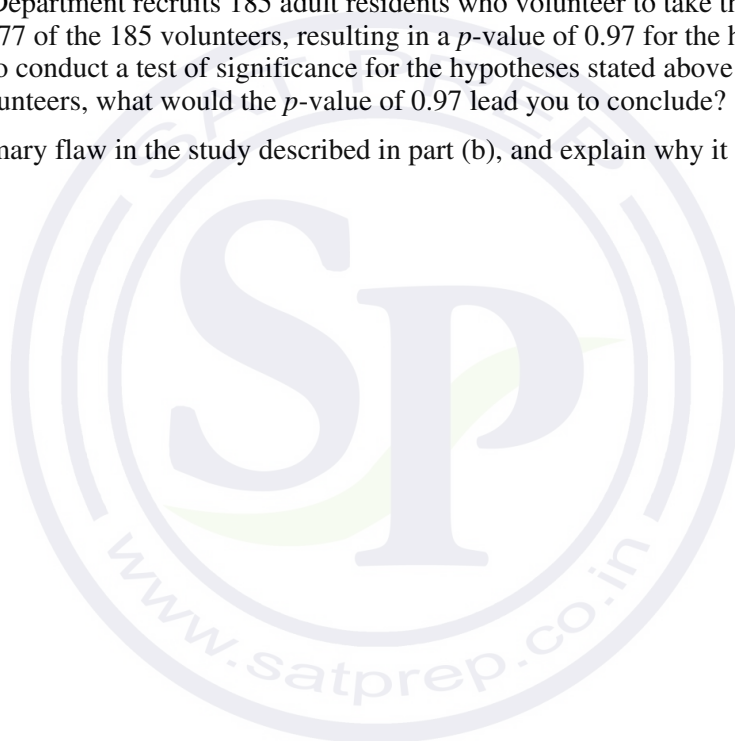 Department recruits 185 adult residents who volunteer to take th
77 of the 185 volunteers, resulting in a p-value of 0.97 for the h
o conduct a test of significance for the hypotheses stated above
unteers, what would the p-value of 0.97 lead you to conclude?
mary flaw in the study described in part (b), and explain why it
SAT PREP
SP
www.satprep.co.in